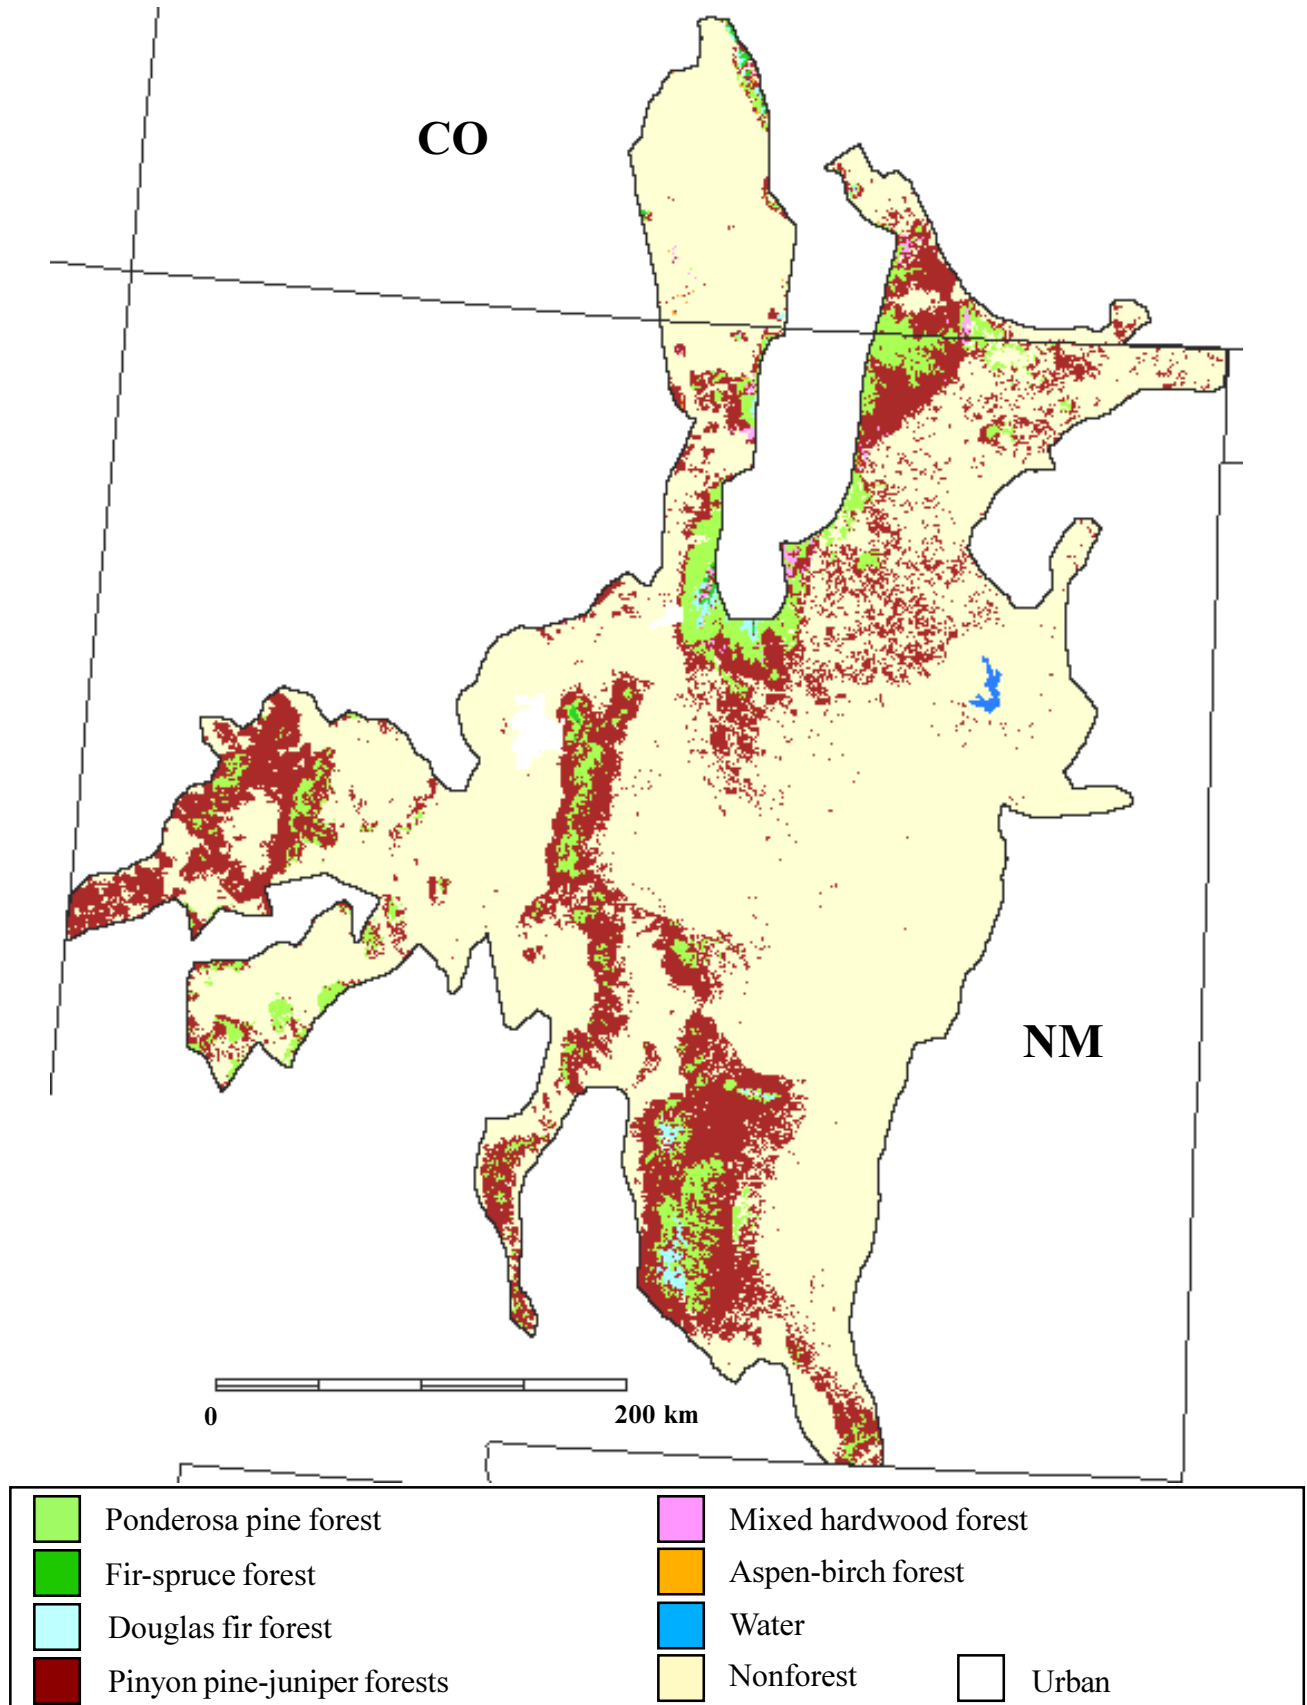 CO
NM
0 200 km
Ponderosa pine forest
Mixed hardwood forest
Fir-spruce forest
Aspen-birch forest
Douglas fir forest
Water
Pinyon pine-juniper forests
Nonforest
Urban